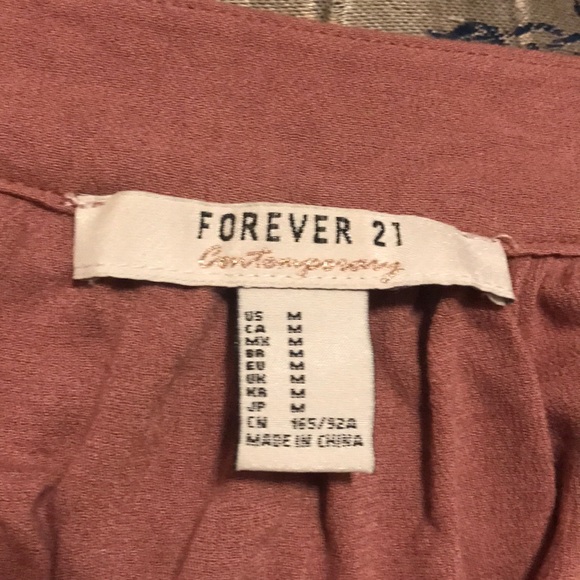 FOREVER 21
Contemporary
US M
CA M
MX M
BR M
EU M
UK M
KR M
JP M
CN 165/92A
MADE IN CHINA